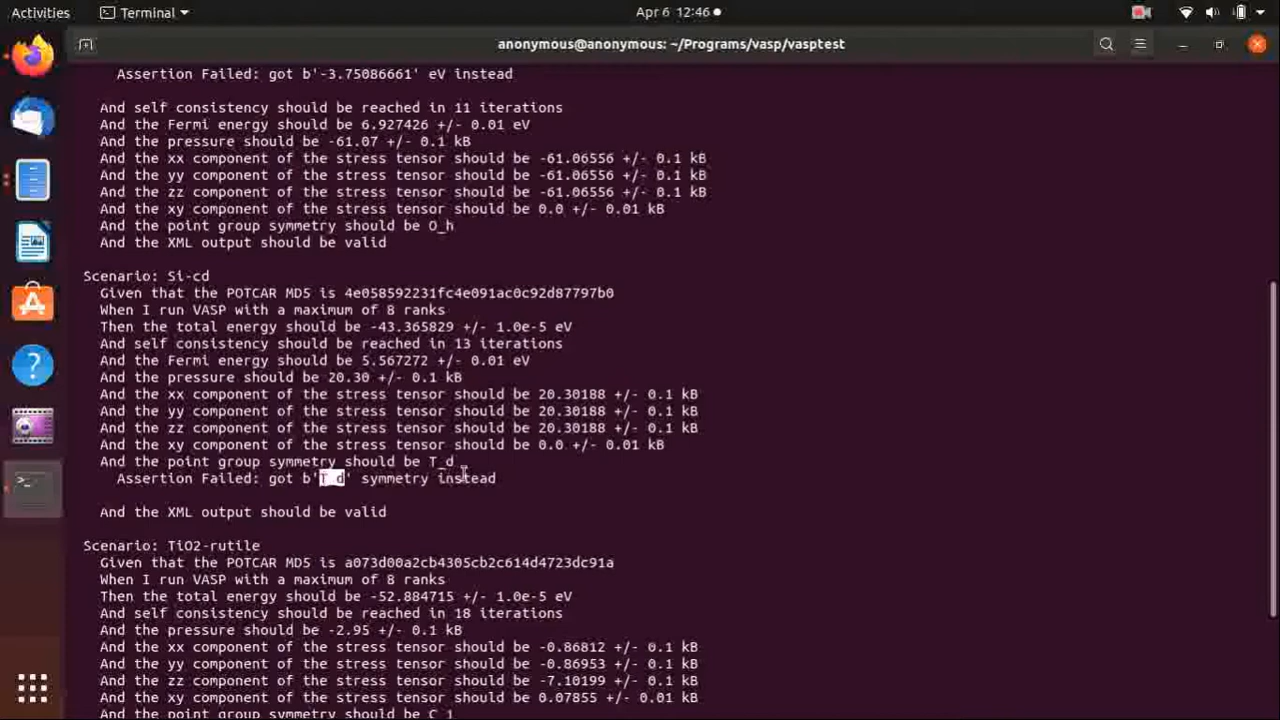 Activities
Terminal
Apr 6 12:46
anonymous@anonymous: ~/Programs/vasp/vasptest
Assertion Failed: got b'-3.75086661' eV instead
And self consistency should be reached in 11 iterations
And the Fermi energy should be 6.927426 +/- 0.01 eV
And the pressure should be -61.07 +/- 0.1 kB
And the xx component of the stress tensor should be -61.06556 +/- 0.1 kB
And the yy component of the stress tensor should be -61.06556 +/- 0.1 kB
And the zz component of the stress tensor should be -61.06556 +/- 0.1 kB
And the xy component of the stress tensor should be 0.0 +/- 0.01 kB
And the point group symmetry should be O_h
And the XML output should be valid
Scenario: Si-cd
Given that the POTCAR MD5 is 4e058592231fc4e091ac0c92d87797b0
When I run VASP with a maximum of 8 ranks
Then the total energy should be -43.365829 +/- 1.0e-5 eV
And self consistency should be reached in 13 iterations
And the Fermi energy should be 5.567272 +/- 0.01 eV
And the pressure should be 20.30 +/- 0.1 kB
And the xx component of the stress tensor should be 20.30188 +/- 0.1 kB
And the yy component of the stress tensor should be 20.30188 +/- 0.1 kB
And the zz component of the stress tensor should be 20.30188 +/- 0.1 kB
And the xy component of the stress tensor should be 0.0 +/- 0.01 kB
And the point group symmetry should be T_d
Assertion Failed: got b'T_d' symmetry instead
And the XML output should be valid
Scenario: TiO2-rutile
Given that the POTCAR MD5 is a073d00a2cb4305cb2c614d4723dc91a
When I run VASP with a maximum of 8 ranks
Then the total energy should be -52.884715 +/- 1.0e-5 eV
And self consistency should be reached in 18 iterations
And the pressure should be -2.95 +/- 0.1 kB
And the xx component of the stress tensor should be -0.86812 +/- 0.1 kB
And the yy component of the stress tensor should be -0.86953 +/- 0.1 kB
And the zz component of the stress tensor should be -7.10199 +/- 0.1 kB
And the xy component of the stress tensor should be 0.07855 +/- 0.01 kB
And the point group symmetry should be C_1